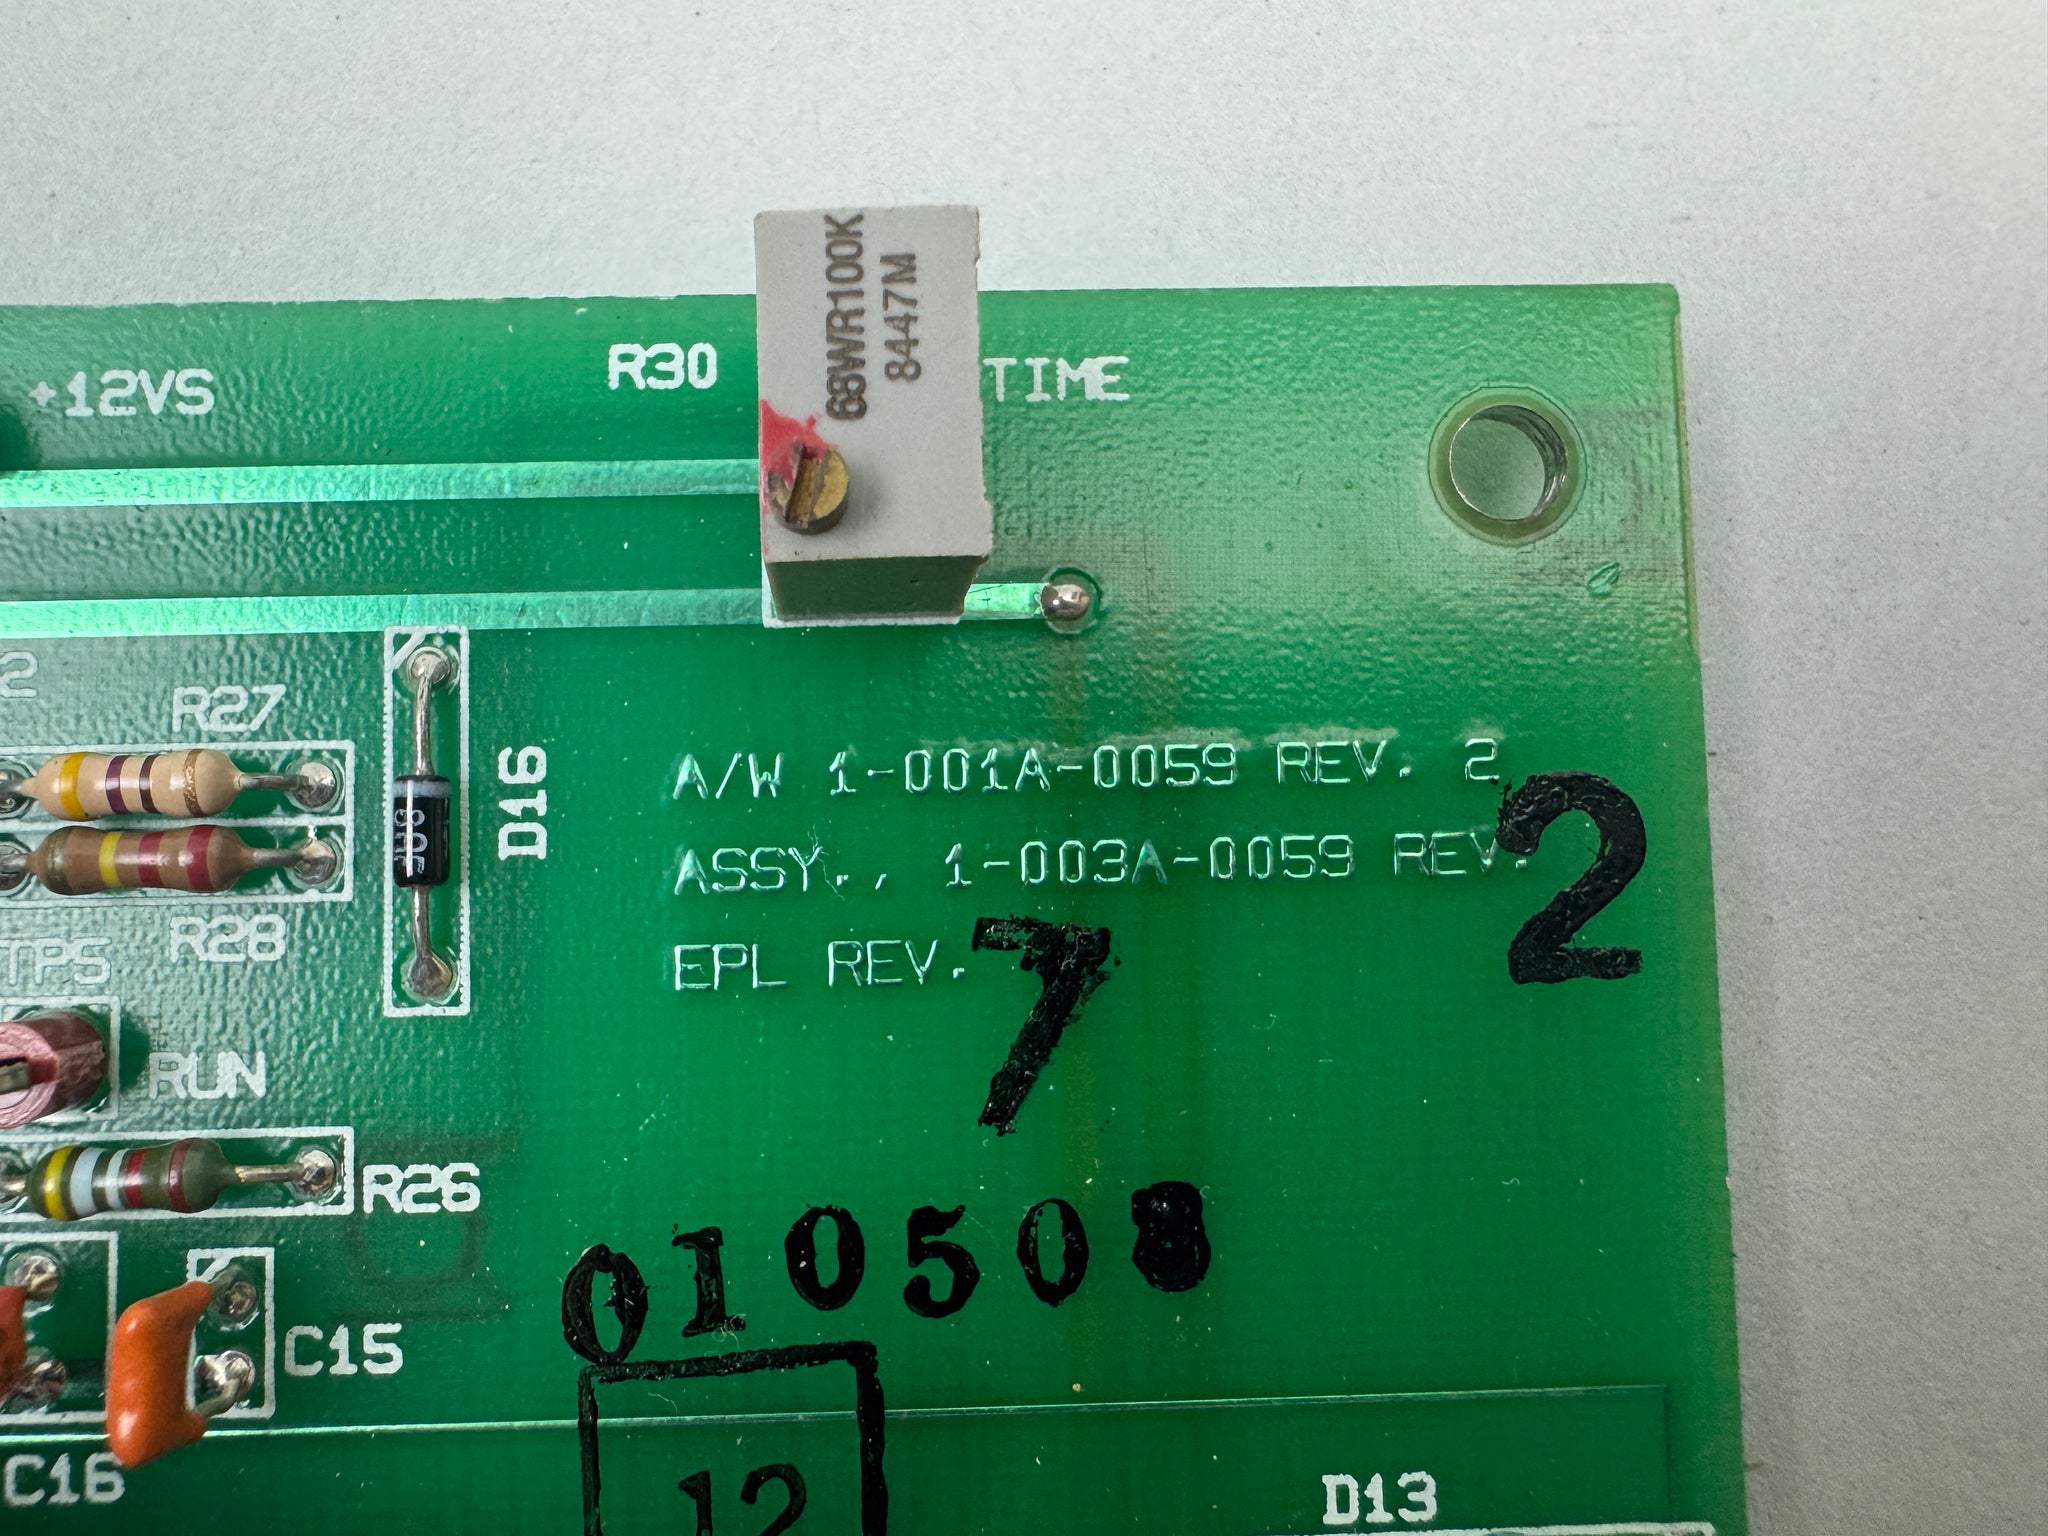 68WR100K
8447M
+12VS
R30
TIME
R27
D16
R28
TP5
RUN
R26
C15
C16
A/W 1-001A-0059 REV. 2
ASSY., 1-003A-0059 REV. 2
EPL REV. 7
010508
12
D13